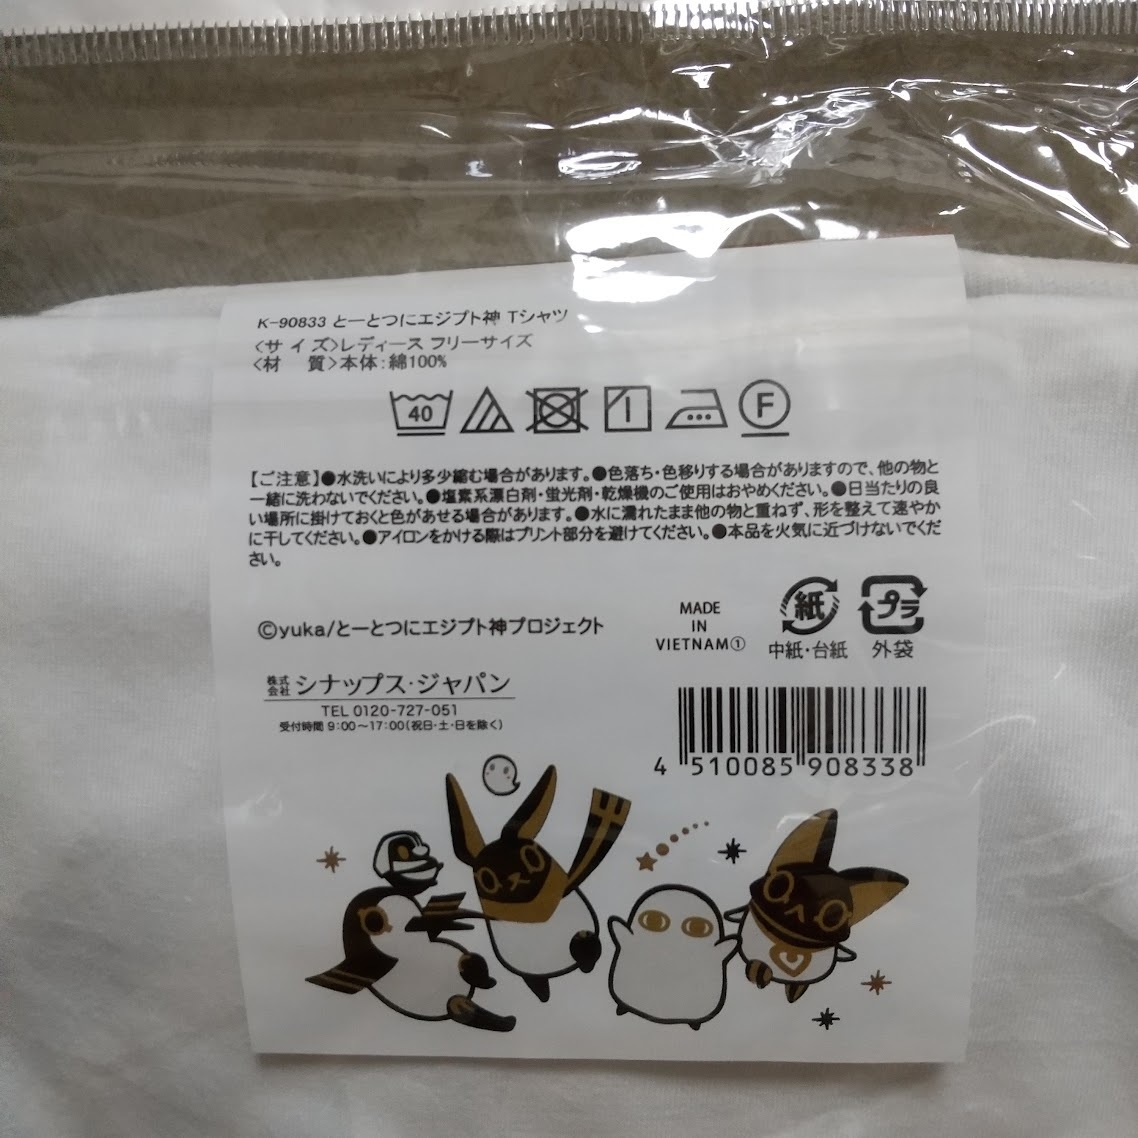 K-90833 とーとつにエジプト神 Tシャツ
〈サ イ ズ〉レディース フリーサイズ
〈材　質〉本体：綿100%
40
F
【ご注意】●水洗いにより多少縮む場合があります。●色落ち・色移りする場合がありますので、他の物と
一緒に洗わないでください。●塩素系漂白剤・蛍光剤・乾燥機のご使用はおやめください。●日当たりの良
い場所に掛けておくと色があせる場合があります。●水に濡れたまま他の物と重ねず、形を整えて速やか
に干してください。●アイロンをかける際はプリント部分を避けてください。●本品を火気に近づけないでくだ
さい。
©yuka/とーとつにエジプト神プロジェクト
MADE
IN
VIETNAM①
紙
中紙・台紙
プラ
外袋
株式会社 シナップス・ジャパン
TEL 0120-727-051
受付時間 9:00〜17:00(祝日・土・日を除く)
4 510085 908338